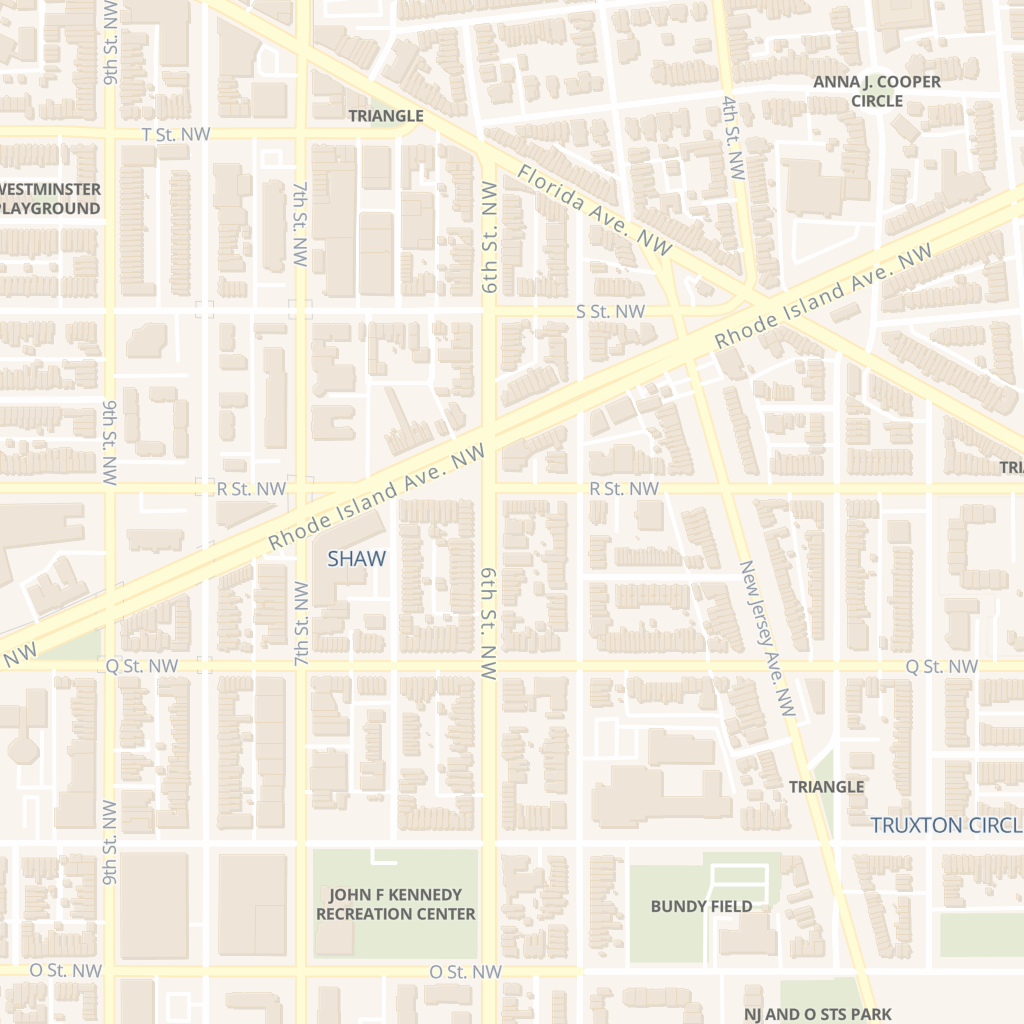 9th St. NW
ANNA J. COOPER
CIRCLE
4th St. NW
TRIANGLE
T St. NW
WESTMINSTER
PLAYGROUND
7th St. NW
6th St. NW
Florida Ave. NW
Rhode Island Ave. NW
S St. NW
9th St. NW
Rhode Island Ave. NW
R St. NW
R St. NW
SHAW
6th St. NW
7th St. NW
New Jersey Ave. NW
NW
Q St. NW
Q St. NW
TRIANGLE
9th St. NW
TRUXTON CIRCL
JOHN F KENNEDY
RECREATION CENTER
BUNDY FIELD
O St. NW
O St. NW
NJ AND O STS PARK